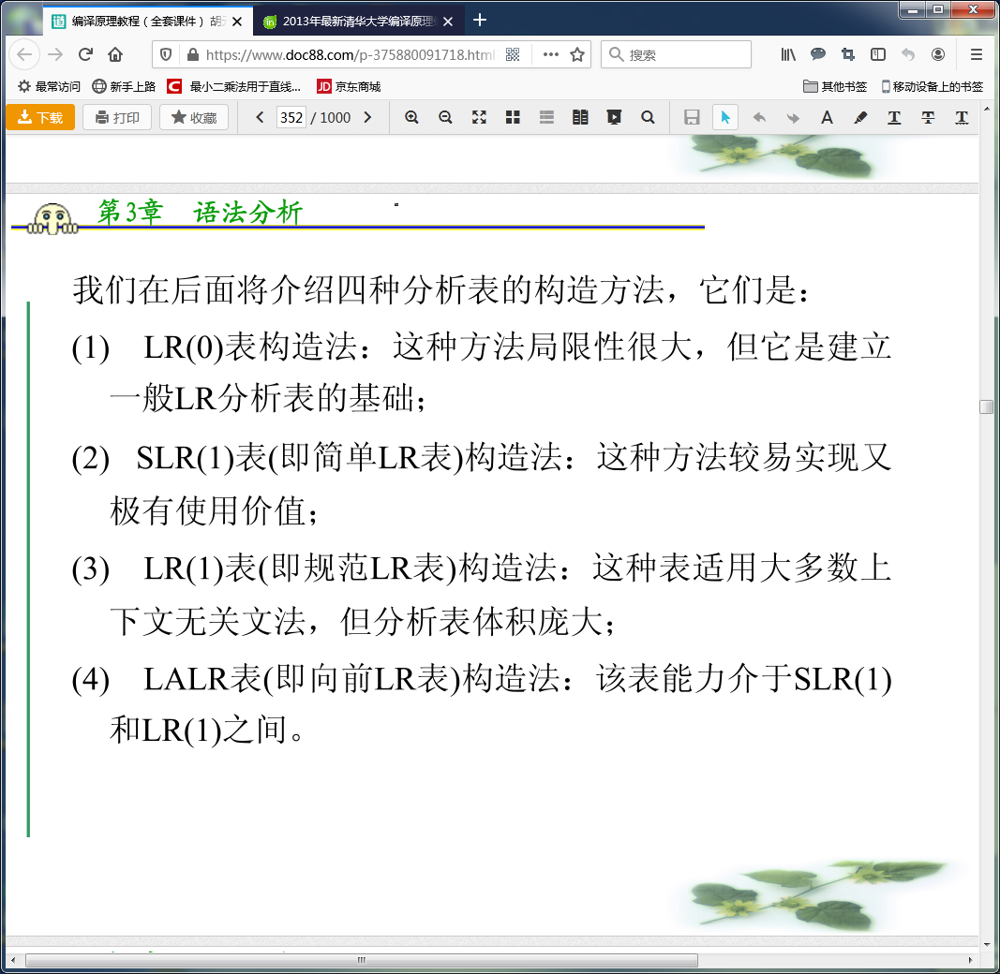 编译原理教程（全套课件）胡
2013年最新清华大学编译原理
https://www.doc88.com/p-375880091718.html
搜索
最常访问
新手上路
最小二乘法用于直线...
京东商城
其他书签
移动设备上的书签
下载
打印
收藏
352 / 1000
第3章 语法分析
我们在后面将介绍四种分析表的构造方法，它们是：
(1) LR(0)表构造法：这种方法局限性很大，但它是建立
一般LR分析表的基础；
(2) SLR(1)表(即简单LR表)构造法：这种方法较易实现又
极有使用价值；
(3) LR(1)表(即规范LR表)构造法：这种表适用大多数上
下文无关文法，但分析表体积庞大；
(4) LALR表(即向前LR表)构造法：该表能力介于SLR(1)
和LR(1)之间。